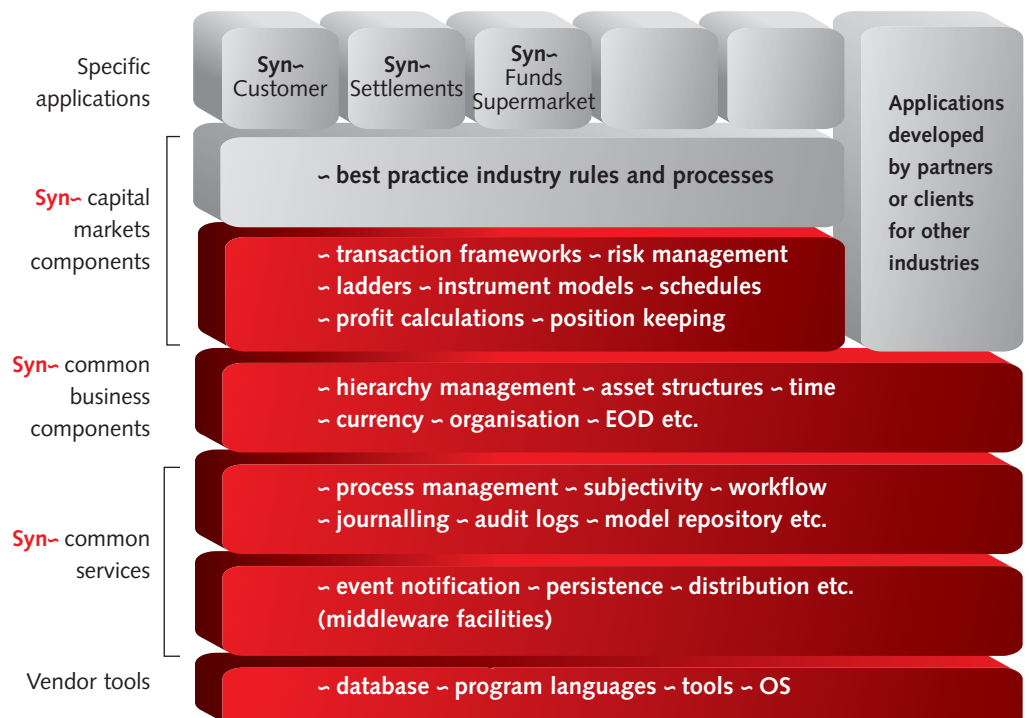 Specific
applications
Syn~
Customer
Syn~
Settlements
Syn~
Funds
Supermarket
Applications
developed
by partners
or clients
for other
industries
Syn~ capital
markets
components
~ best practice industry rules and processes
~ transaction frameworks ~ risk management
~ ladders ~ instrument models ~ schedules
~ profit calculations ~ position keeping
Syn~ common
business
components
~ hierarchy management ~ asset structures ~ time
~ currency ~ organisation ~ EOD etc.
Syn~ common
services
~ process management ~ subjectivity ~ workflow
~ journalling ~ audit logs ~ model repository etc.
~ event notification ~ persistence ~ distribution etc.
(middleware facilities)
Vendor tools
~ database ~ program languages ~ tools ~ OS